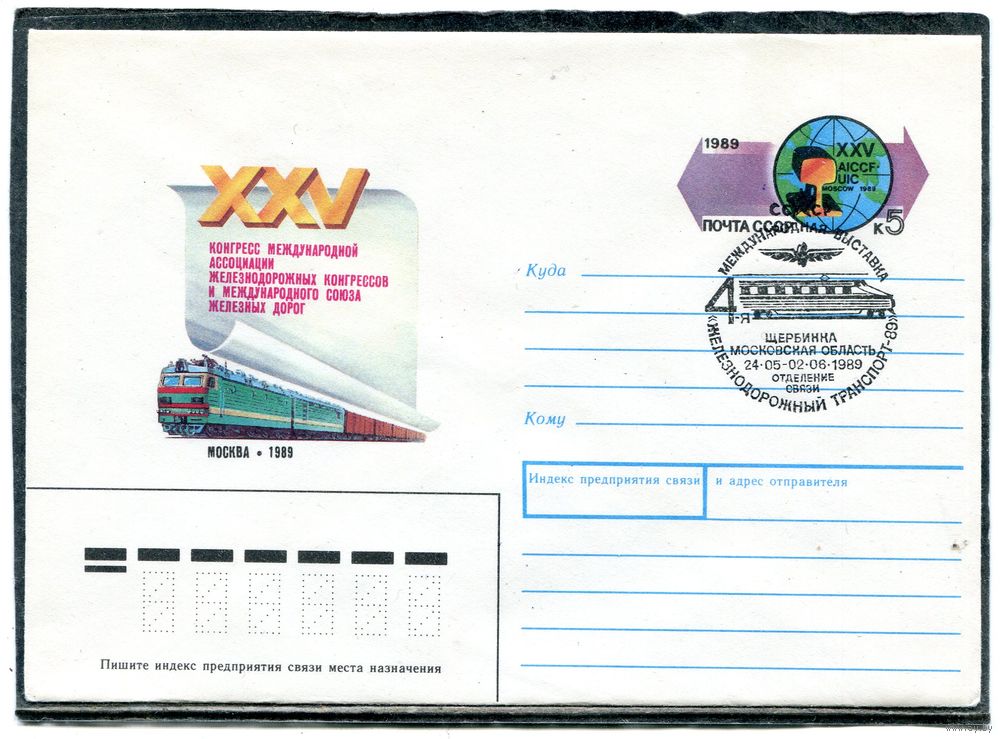 XXV
КОНГРЕСС МЕЖДУНАРОДНОЙ
АССОЦИАЦИИ
ЖЕЛЕЗНОДОРОЖНЫХ КОНГРЕССОВ
И МЕЖДУНАРОДНОГО СОЮЗА
ЖЕЛЕЗНЫХ ДОРОГ
МОСКВА • 1989
1989
XXV
AICCF·
UIC
MOSCOW 1989
ПОЧТА СССР
к5
СССР
МЕЖДУНАРОДНАЯ ВЫСТАВКА
4-я
ЩЕРБИНКА
МОСКОВСКАЯ ОБЛАСТЬ
24·05-02·06·1989
ОТДЕЛЕНИЕ
СВЯЗИ
«ЖЕЛЕЗНОДОРОЖНЫЙ ТРАНСПОРТ-89»
Куда
Кому
Индекс предприятия связи и адрес отправителя
Пишите индекс предприятия связи места назначения